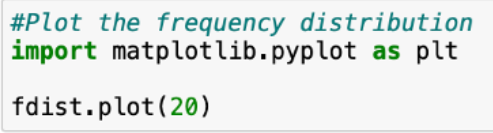 #Plot the frequency distribution
import matplotlib.pyplot as plt
fdist.plot(20)